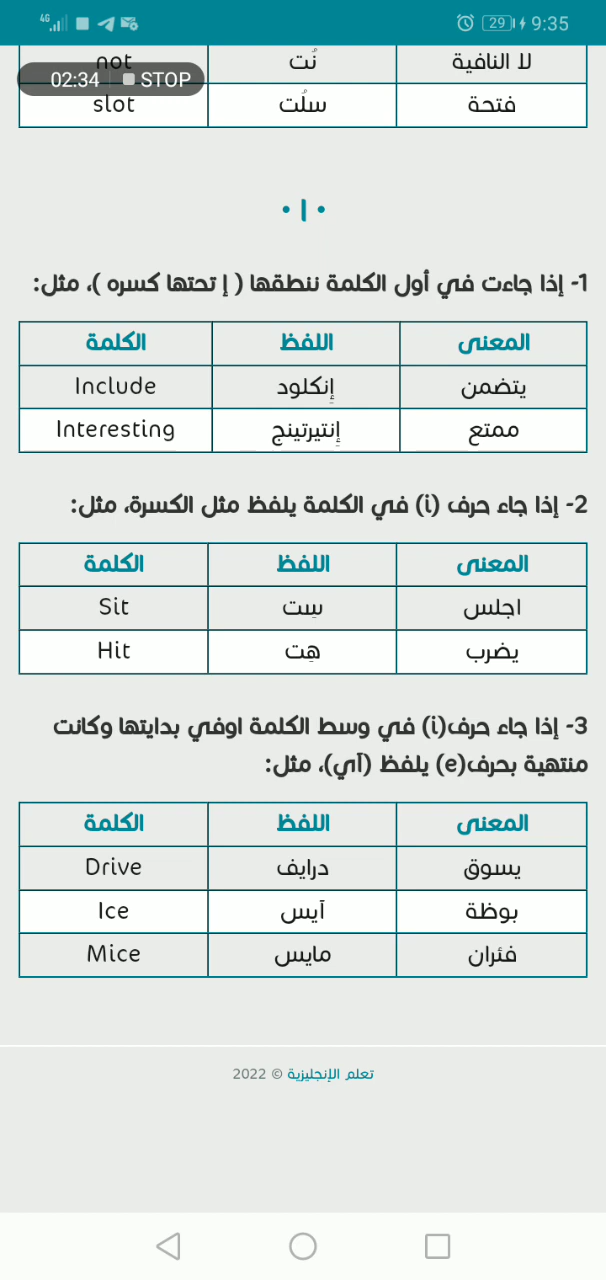 4G 29 9:35
not نُت لا النافية
02:34 STOP
slot سلُت فتحة
• I •
1- إذا جاءت في أول الكلمة ننطقها ( إ تحتها كسره )، مثل:
الكلمة اللفظ المعنى
Include إنكلود يتضمن
Interesting إنتيرتينج ممتع
2- إذا جاء حرف (i) في الكلمة يلفظ مثل الكسرة، مثل:
الكلمة اللفظ المعنى
Sit سِت اجلس
Hit هِت يضرب
3- إذا جاء حرف(i) في وسط الكلمة اوفي بدايتها وكانت
منتهية بحرف(e) يلفظ (آي)، مثل:
الكلمة اللفظ المعنى
Drive درايف يسوق
Ice آيس بوظة
Mice مايس فئران
تعلم الإنجليزية © 2022